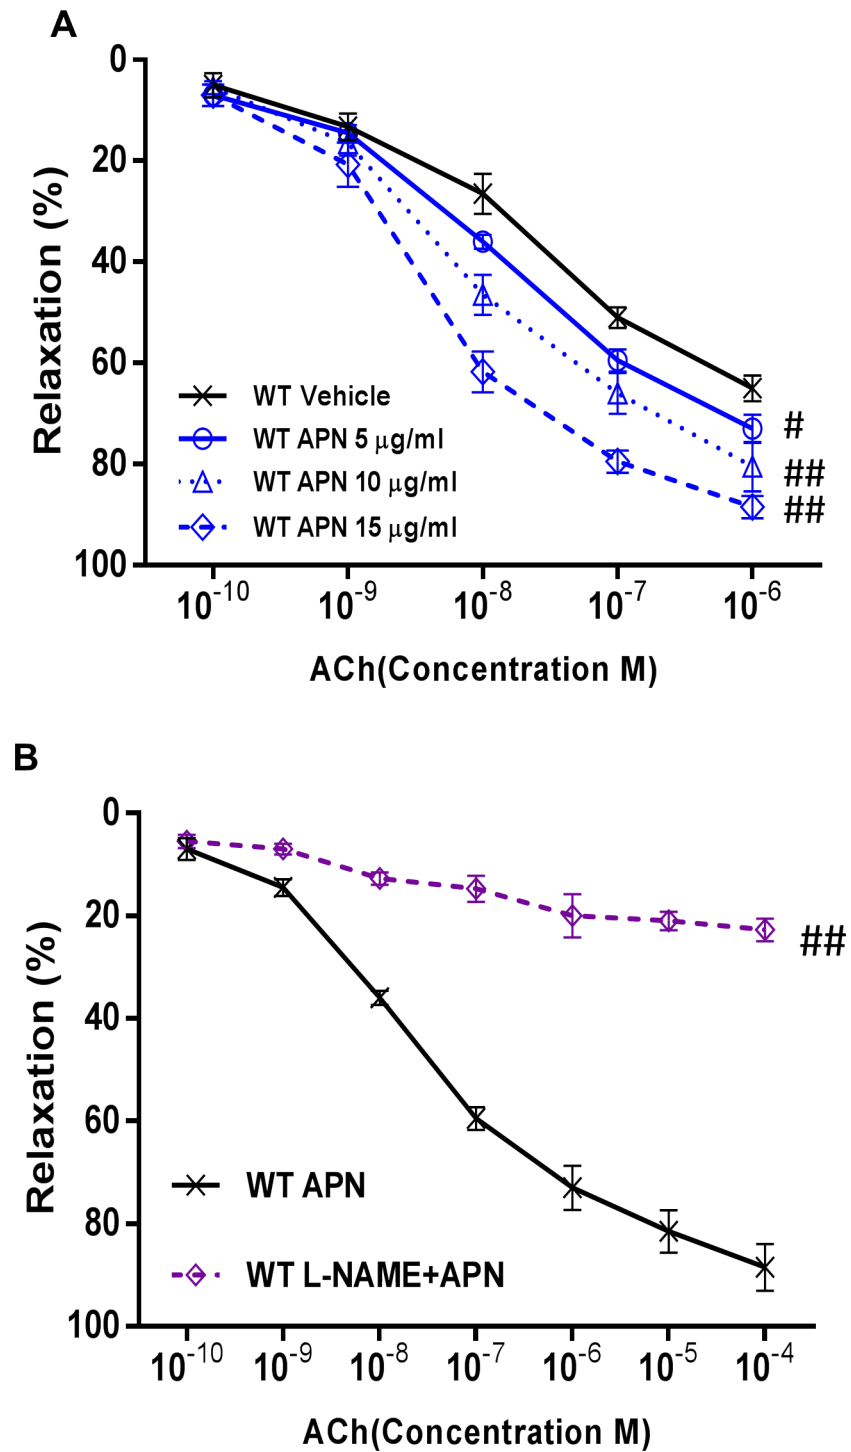 A
0
20
40
60
80
100
Relaxation (%)
WT Vehicle
WT APN 5 μg/ml
WT APN 10 μg/ml
WT APN 15 μg/ml
#
##
##
10⁻¹⁰ 10⁻⁹ 10⁻⁸ 10⁻⁷ 10⁻⁶
ACh(Concentration M)
B
0
20
40
60
80
100
Relaxation (%)
##
WT APN
WT L-NAME+APN
10⁻¹⁰ 10⁻⁹ 10⁻⁸ 10⁻⁷ 10⁻⁶ 10⁻⁵ 10⁻⁴
ACh(Concentration M)